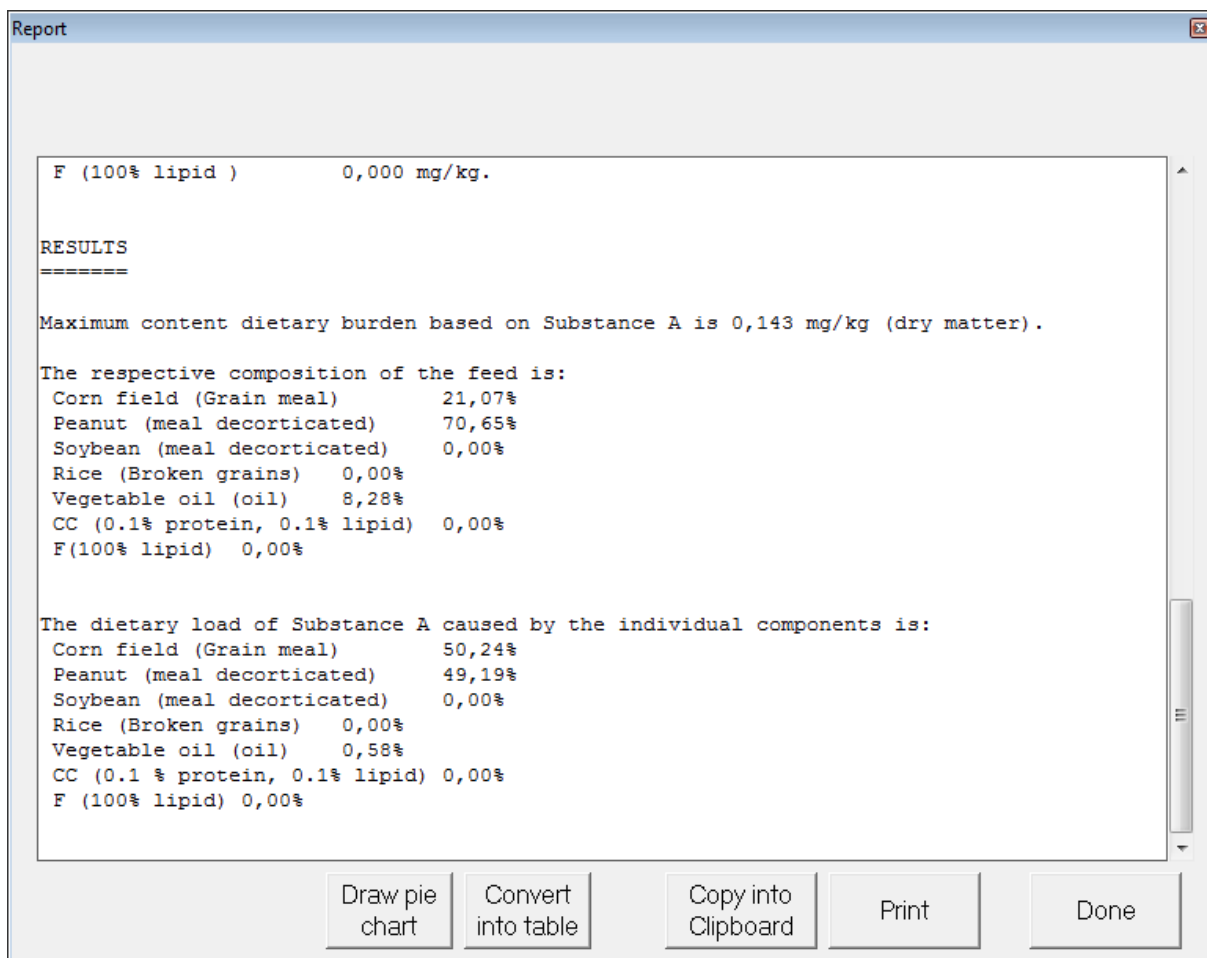 Report
F (100% lipid ) 0,000 mg/kg.
RESULTS
=======
Maximum content dietary burden based on Substance A is 0,143 mg/kg (dry matter).
The respective composition of the feed is:
Corn field (Grain meal) 21,07%
Peanut (meal decorticated) 70,65%
Soybean (meal decorticated) 0,00%
Rice (Broken grains) 0,00%
Vegetable oil (oil) 8,28%
CC (0.1% protein, 0.1% lipid) 0,00%
F(100% lipid) 0,00%
The dietary load of Substance A caused by the individual components is:
Corn field (Grain meal) 50,24%
Peanut (meal decorticated) 49,19%
Soybean (meal decorticated) 0,00%
Rice (Broken grains) 0,00%
Vegetable oil (oil) 0,58%
CC (0.1 % protein, 0.1% lipid) 0,00%
F (100% lipid) 0,00%
Draw pie chart
Convert into table
Copy into Clipboard
Print
Done